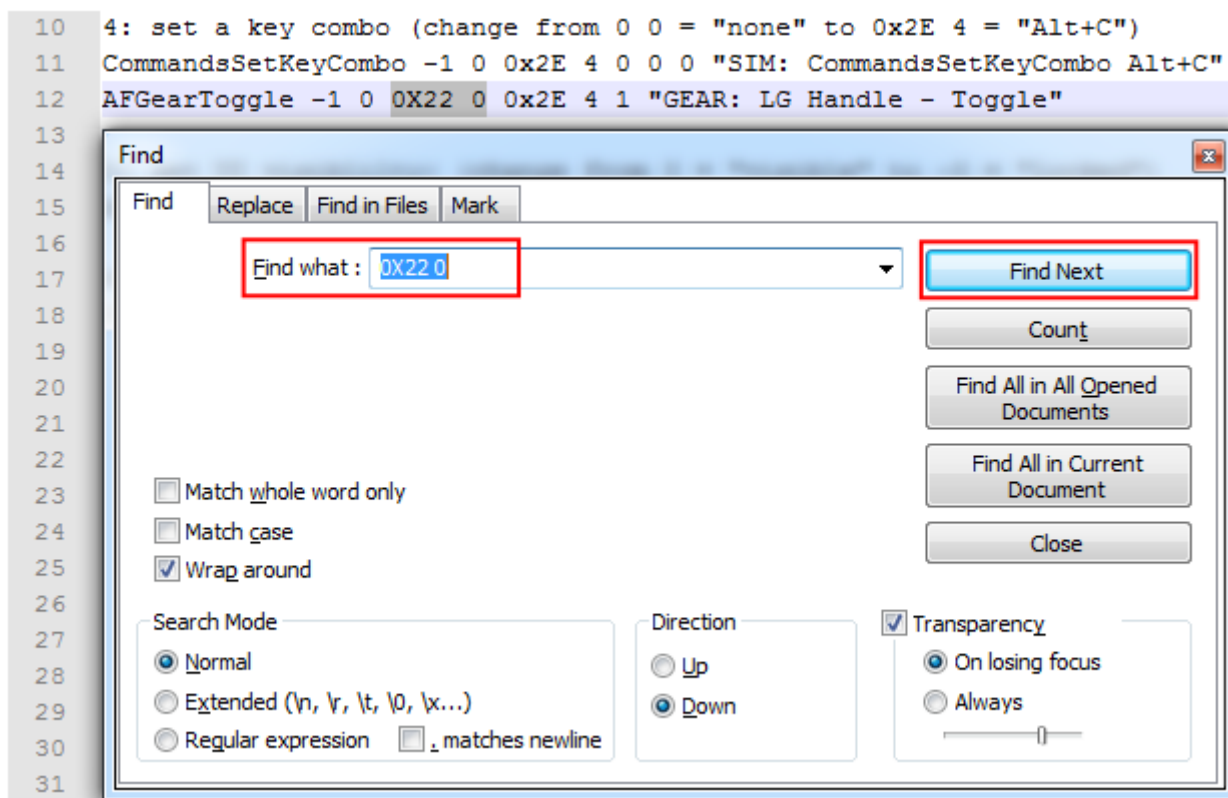 10 4: set a key combo (change from 0 0 = "none" to 0x2E 4 = "Alt+C")
11 CommandsSetKeyCombo -1 0 0x2E 4 0 0 0 "SIM: CommandsSetKeyCombo Alt+C"
12 AFGearToggle -1 0 0X22 0 0x2E 4 1 "GEAR: LG Handle - Toggle"
13
14
15
16
17
18
19
20
21
22
23
24
25
26
27
28
29
30
31
Find
Find Replace Find in Files Mark
Find what : 0X22 0
Find Next
Count
Find All in All Opened
Documents
Find All in Current
Document
Close
Match whole word only
Match case
Wrap around
Search Mode
Normal
Extended (\n, \r, \t, \0, \x...)
Regular expression . matches newline
Direction
Up
Down
Transparency
On losing focus
Always